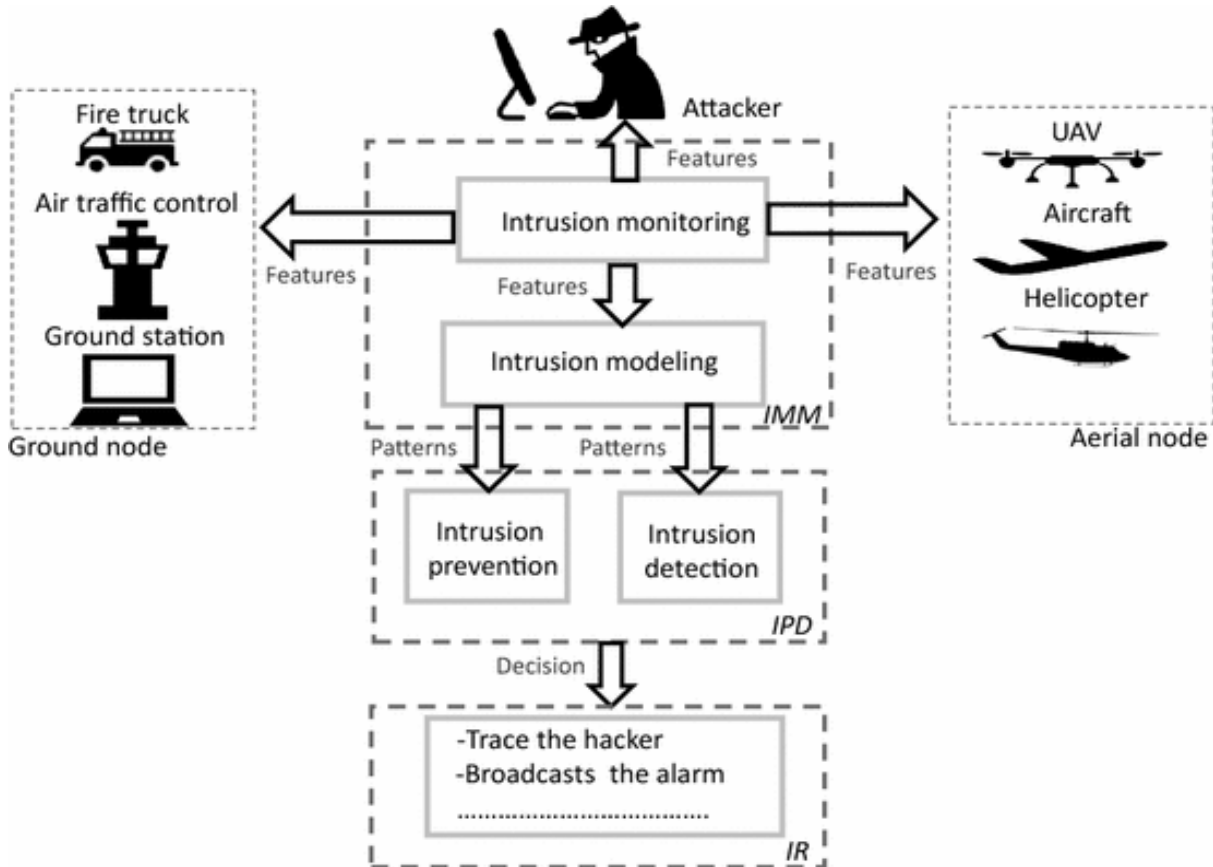 Attacker
Fire truck
Air traffic control
Ground station
Ground node
Features
Features
Intrusion monitoring
Features
Features
UAV
Aircraft
Helicopter
Aerial node
Intrusion modeling
IMM
Patterns
Patterns
Intrusion
prevention
Intrusion
detection
IPD
Decision
-Trace the hacker
-Broadcasts  the alarm
.......................................
IR